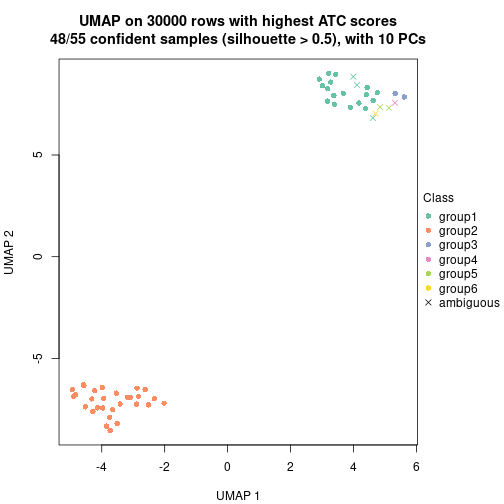 UMAP on 30000 rows with highest ATC scores
48/55 confident samples (silhouette > 0.5), with 10 PCs
UMAP 2
5
0
-5
-4
-2
0
2
4
6
UMAP 1
Class
group1
group2
group3
group4
group5
group6
ambiguous